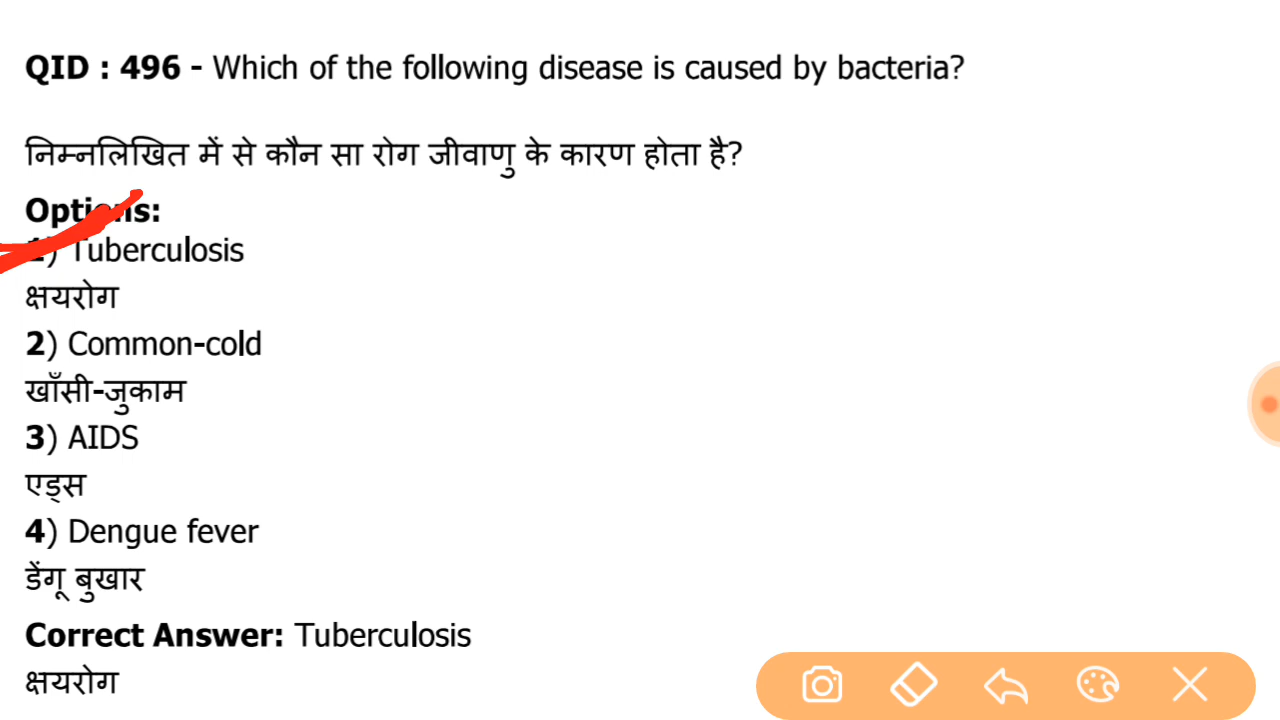 QID : 496 - Which of the following disease is caused by bacteria?
निम्नलिखित में से कौन सा रोग जीवाणु के कारण होता है?
Options:
1) Tuberculosis
क्षयरोग
2) Common-cold
खाँसी-जुकाम
3) AIDS
एड्स
4) Dengue fever
डेंगू बुखार
Correct Answer: Tuberculosis
क्षयरोग